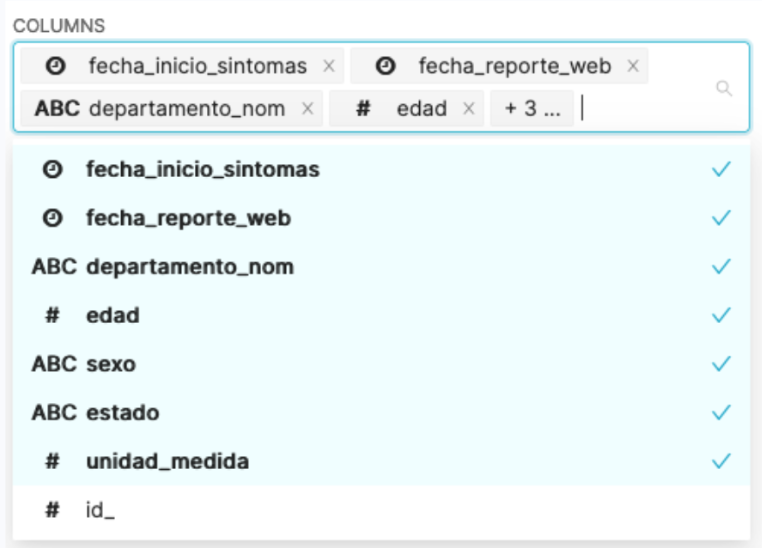 COLUMNS
fecha_inicio_sintomas × fecha_reporte_web ×
ABC departamento_nom × # edad × + 3 ...
fecha_inicio_sintomas
fecha_reporte_web
ABC departamento_nom
# edad
ABC sexo
ABC estado
# unidad_medida
# id_